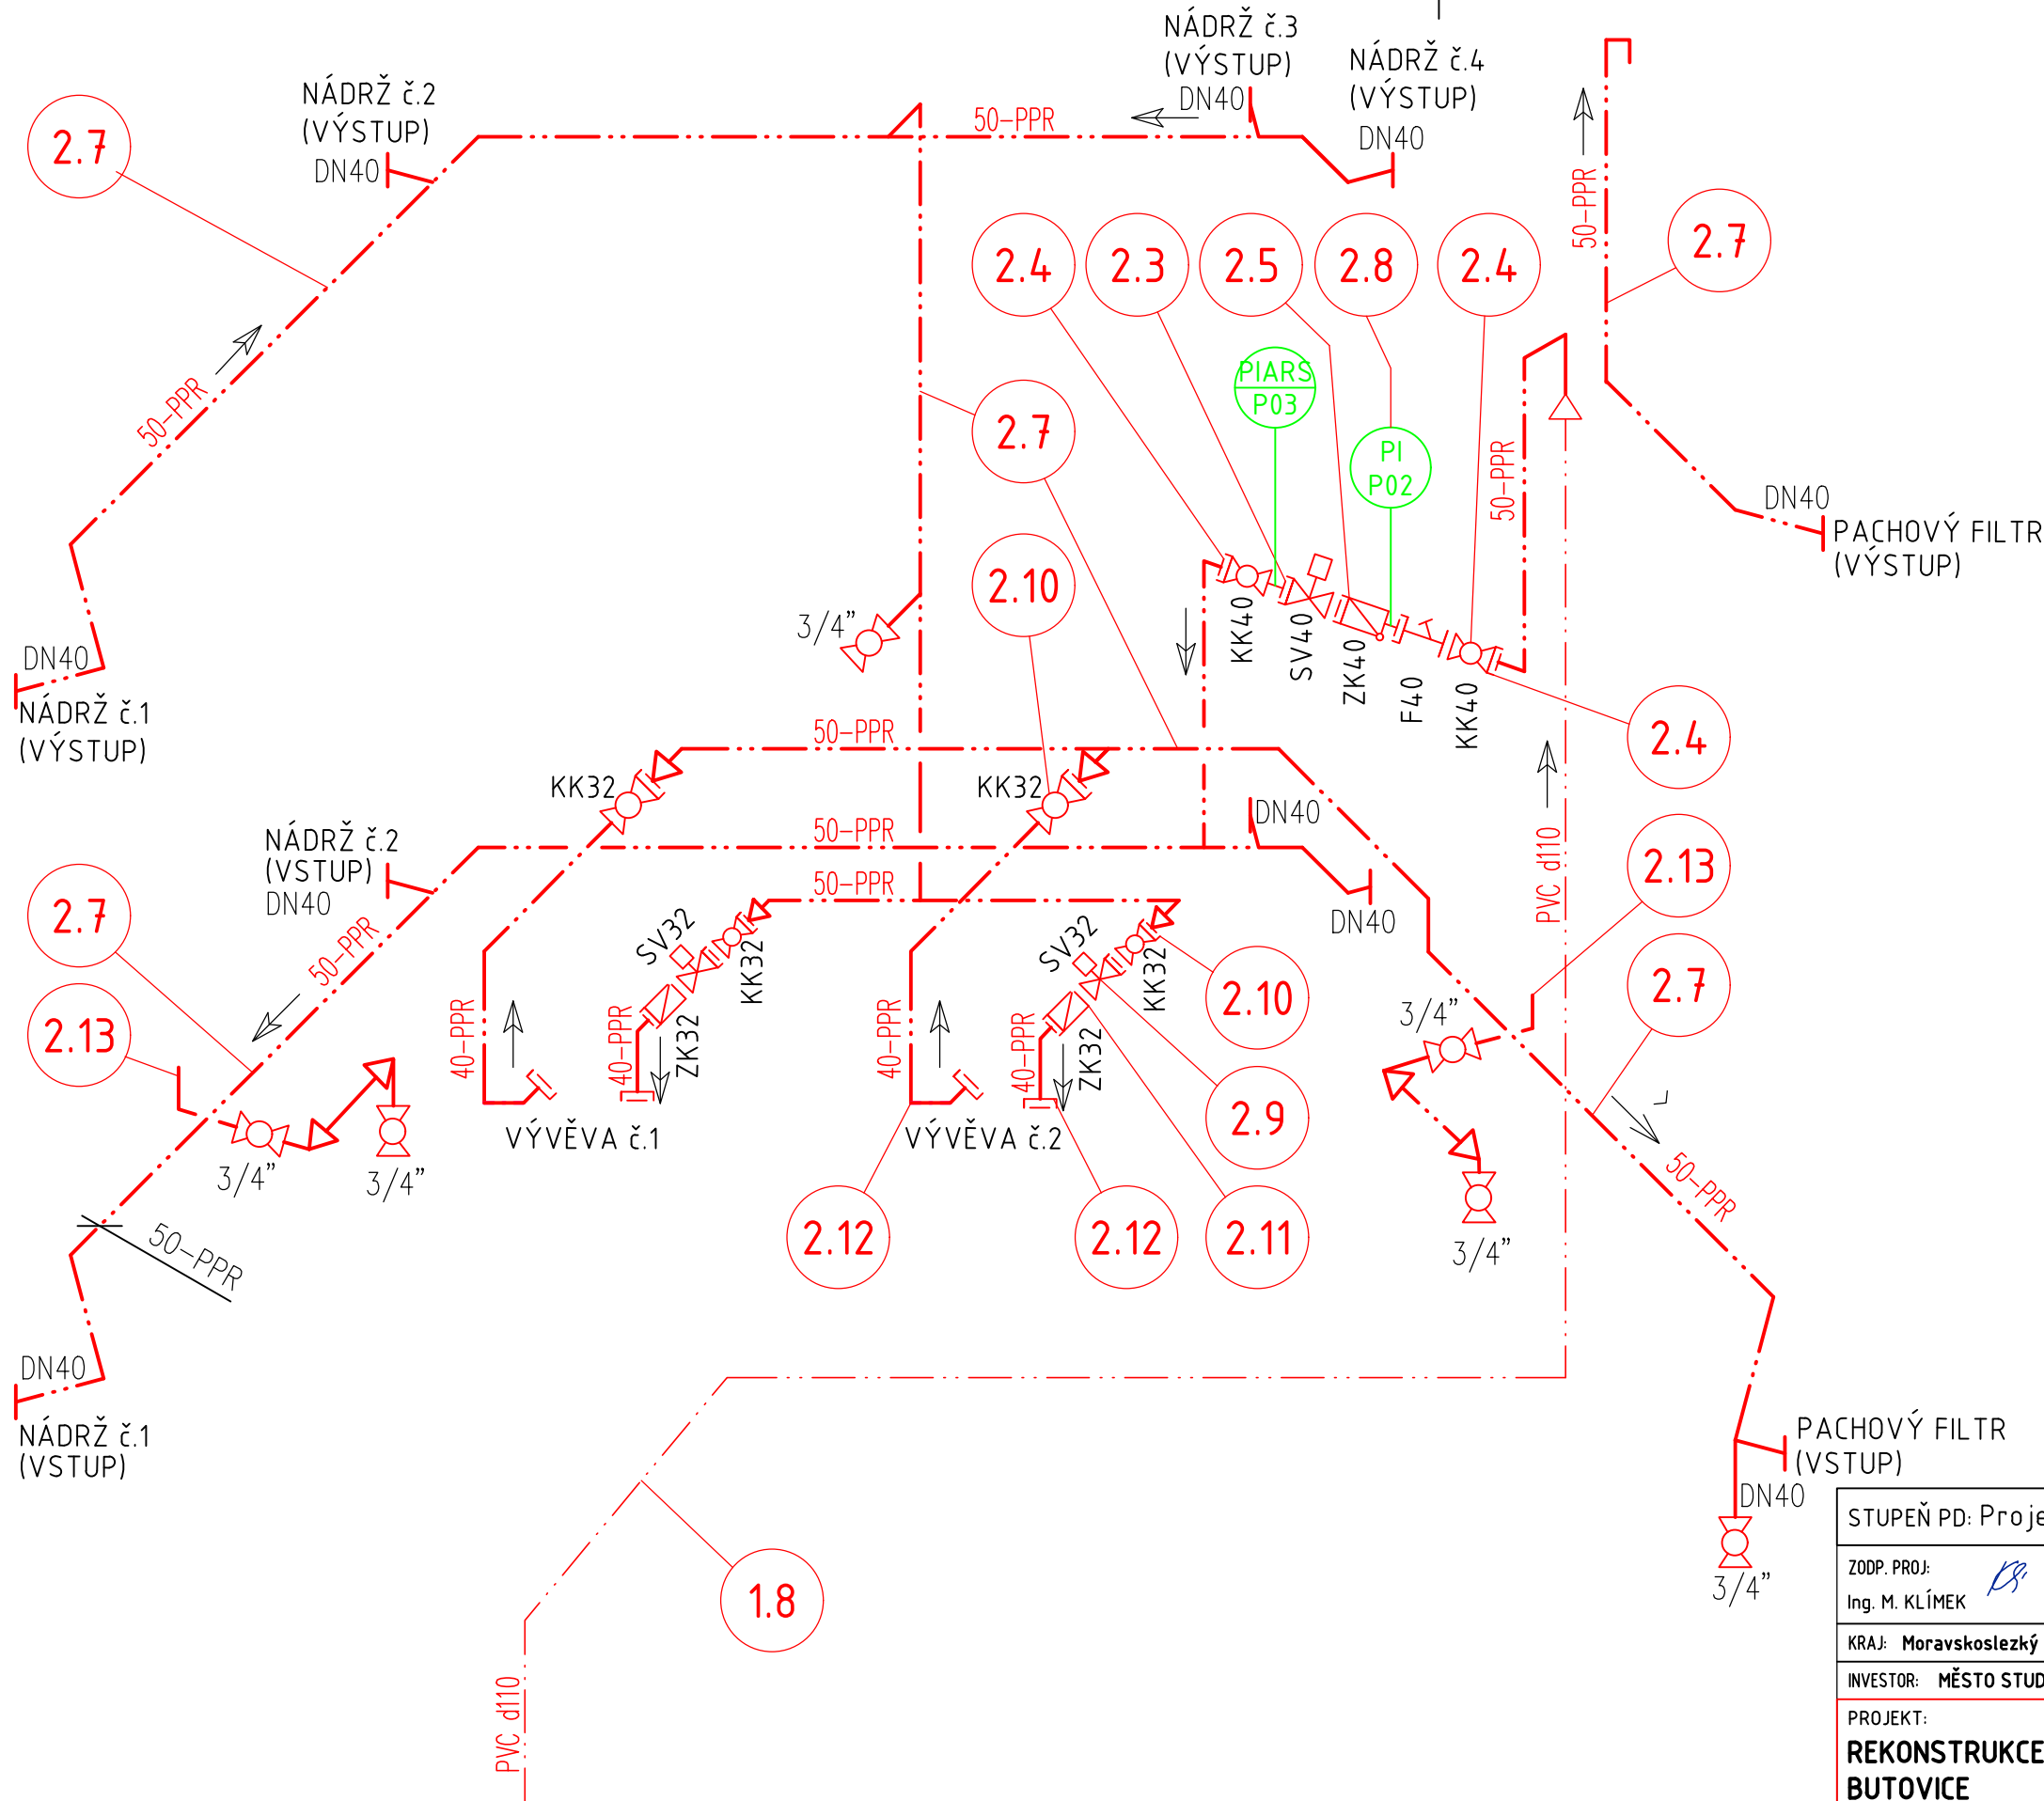 NÁDRŽ č.3
(VÝSTUP)
DN40
NÁDRŽ č.4
(VÝSTUP)
DN40
NÁDRŽ č.2
(VÝSTUP)
DN40
50-PPR
2.7
50-PPR
2.7
2.4
2.3
2.5
2.8
2.4
PIARS
P03
PI
P02
50-PPR
2.7
50-PPR
DN40
PACHOVÝ FILTR
(VÝSTUP)
2.10
3/4"
KK40
SV40
ZK40
F40
KK40
2.4
DN40
NÁDRŽ č.1
(VÝSTUP)
50-PPR
KK32
KK32
DN40
50-PPR
NÁDRŽ č.2
(VSTUP)
DN40
50-PPR
DN40
PVC d110
2.13
2.7
2.7
2.13
50-PPR
SV32
KK32
SV32
KK32
2.10
3/4"
40-PPR
40-PPR
ZK32
40-PPR
40-PPR
ZK32
2.9
VÝVĚVA č.1
VÝVĚVA č.2
3/4"
3/4"
50-PPR
2.12
2.12
2.11
3/4"
50-PPR
DN40
NÁDRŽ č.1
(VSTUP)
PACHOVÝ FILTR
(VSTUP)
DN40
3/4"
1.8
PVC d110
STUPEŇ PD: Proje
ZODP. PROJ:
Ing. M. KLÍMEK
KRAJ: Moravskoslezký
INVESTOR: MĚSTO STUD
PROJEKT:
REKONSTRUKCE
BUTOVICE